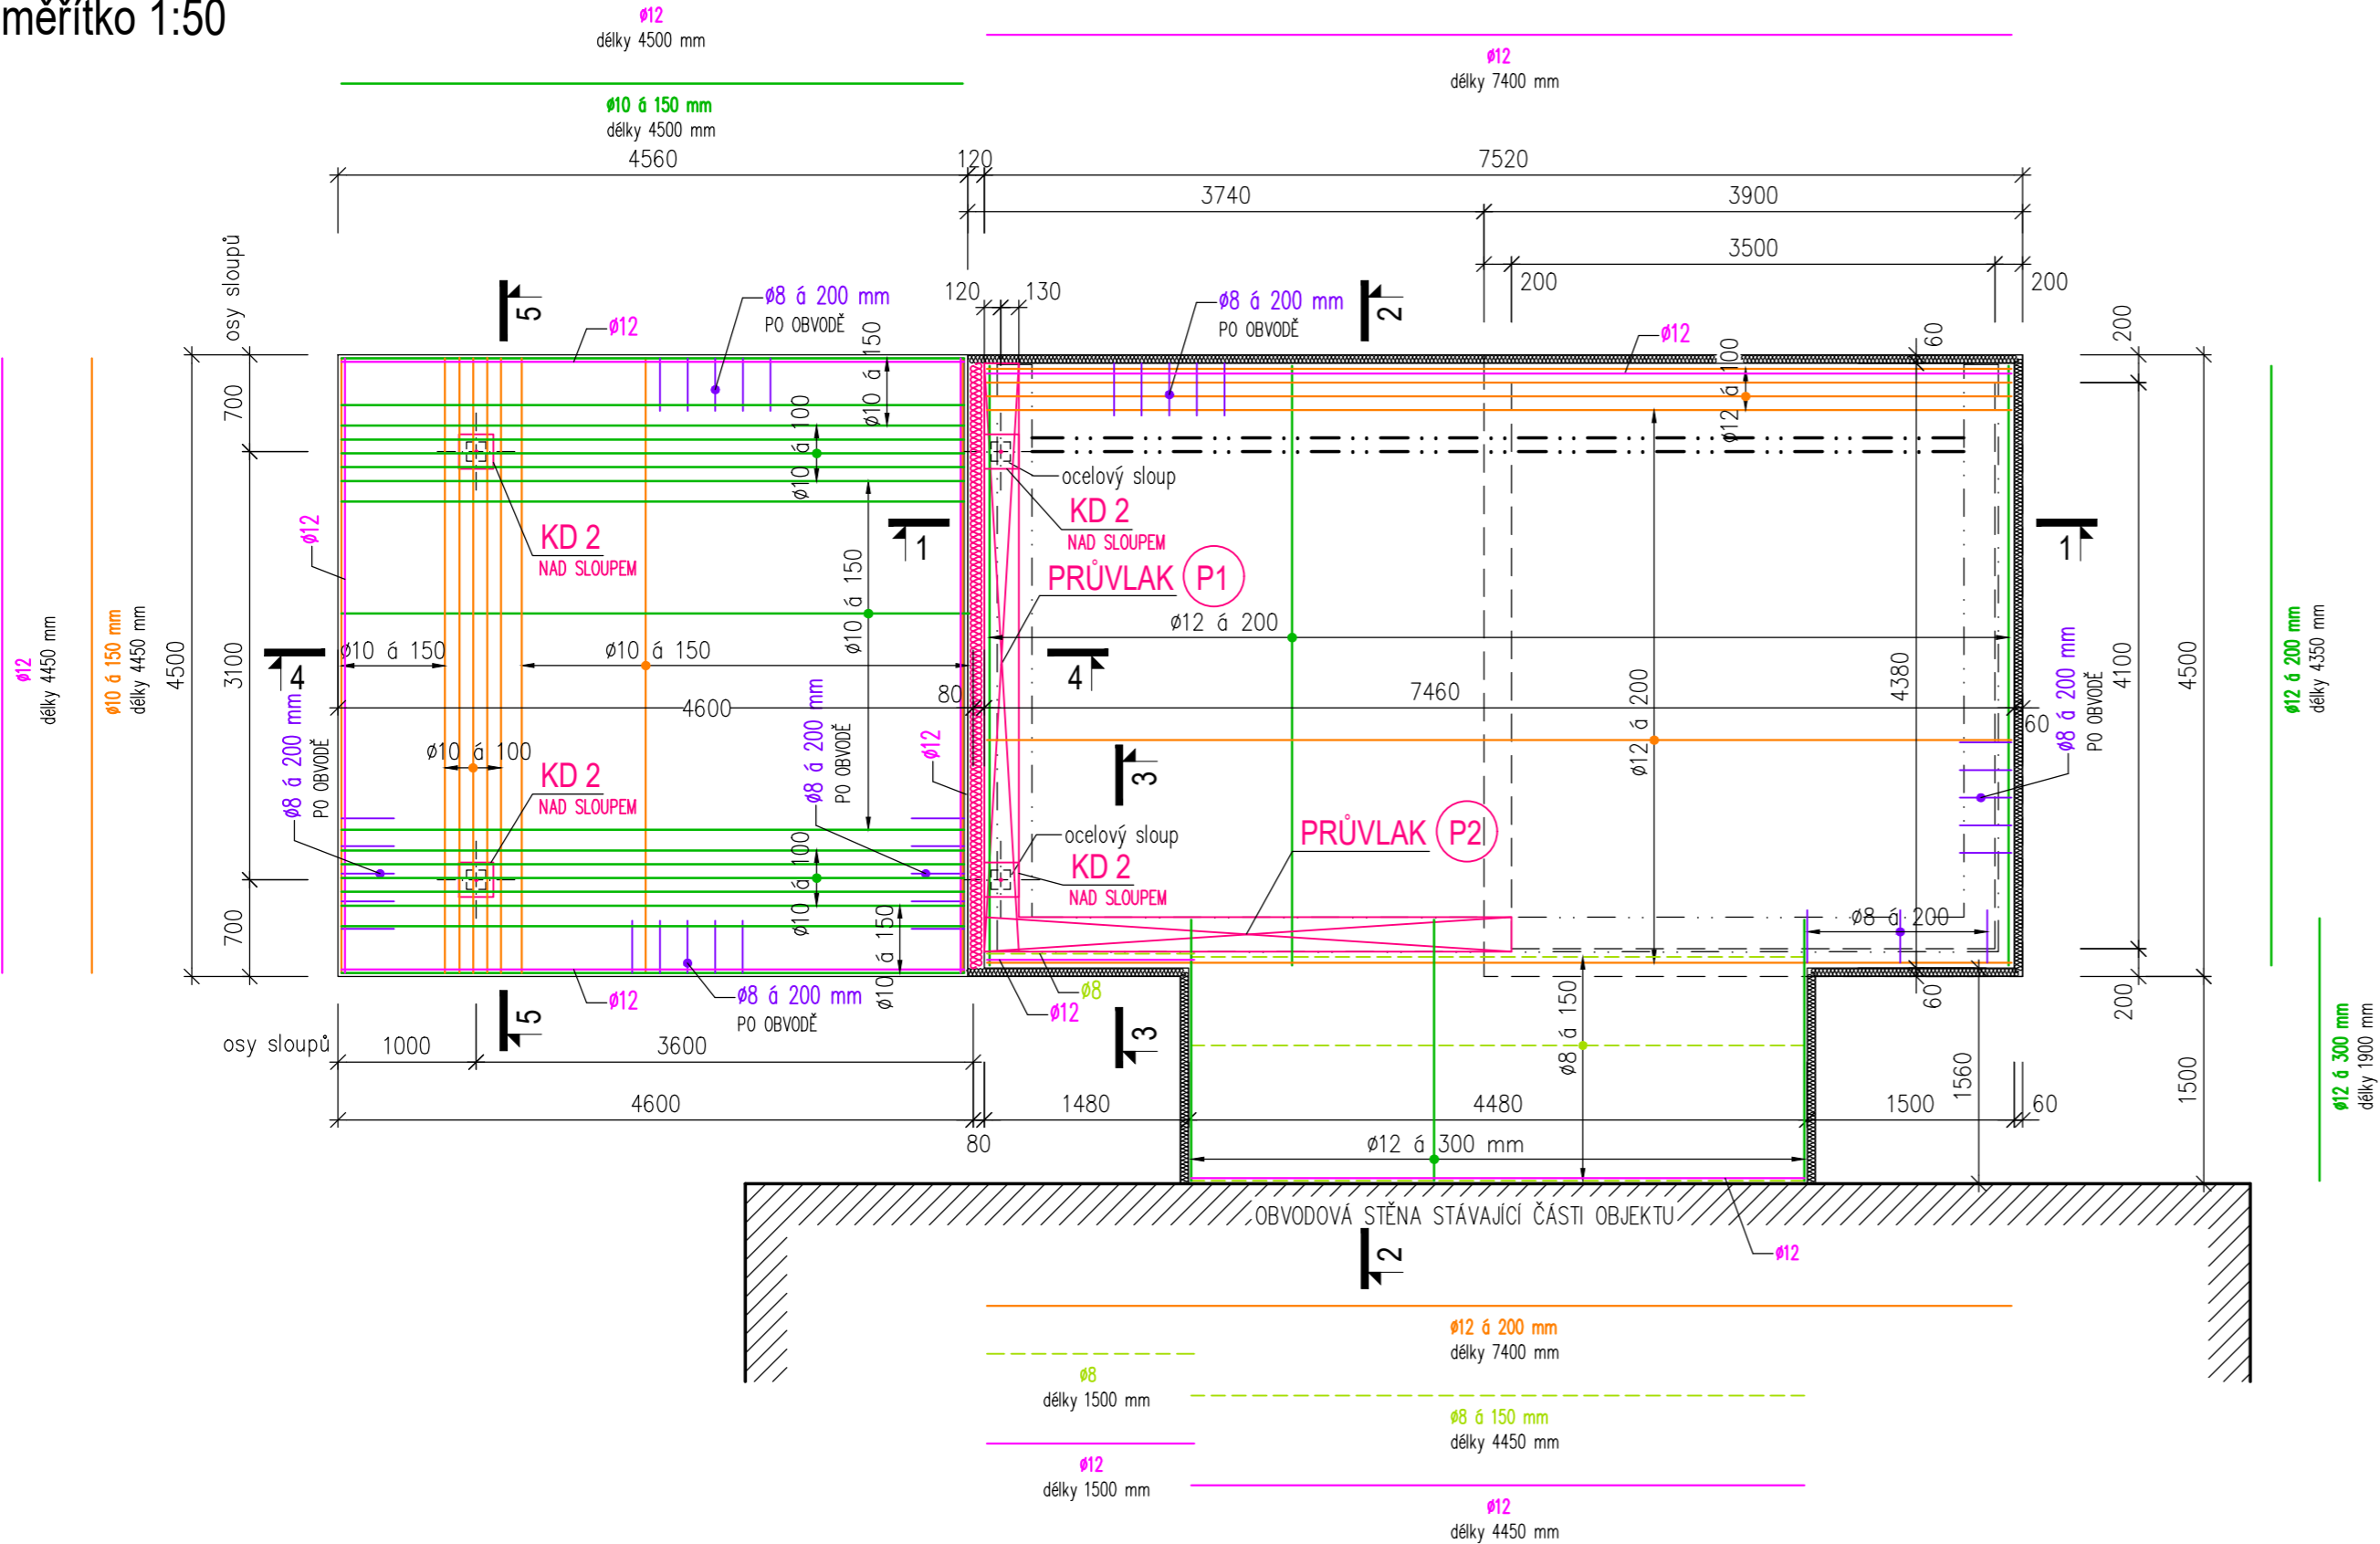 měřítko 1:50
ø12
délky 4500 mm
ø12
délky 7400 mm
ø10 á 150 mm
délky 4500 mm
4560
120
7520
3740
3900
3500
200
200
120
130
osy sloupů
5
ø8 á 200 mm
PO OBVODĚ
ø12
ø10 á 150
ø8 á 200 mm
PO OBVODĚ
2
ø12
ø12 á 100
60
200
700
ø10 á 100
ocelový sloup
KD 2
NAD SLOUPEM
KD 2
NAD SLOUPEM
ø12
1
1
PRŮVLAK P1
ø10 á 150
ø12 á 200
ø12
délky 4450 mm
ø10 á 150 mm
délky 4450 mm
4500
3100
4
ø10 á 150
ø10 á 150
4
80
4600
7460
ø12 á 200
4380
60
ø8 á 200 mm
PO OBVODĚ
4100
4500
ø12 á 200 mm
délky 4350 mm
ø8 á 200 mm
PO OBVODĚ
ø10 á 100
KD 2
NAD SLOUPEM
ø8 á 200 mm
PO OBVODĚ
ø12
3
ocelový sloup
KD 2
NAD SLOUPEM
PRŮVLAK P2
ø10 á 100
ø10 á 150
700
ø8 á 200
ø8 á 200 mm
PO OBVODĚ
ø12
5
ø8
ø12
3
ø8 á 150
60
200
1560
1500
ø12 á 300 mm
délky 1900 mm
osy sloupů
1000
3600
4600
80
1480
4480
1500
60
ø12 á 300 mm
OBVODOVÁ STĚNA STÁVAJÍCÍ ČÁSTI OBJEKTU
2
ø12
ø12 á 200 mm
délky 7400 mm
ø8
délky 1500 mm
ø8 á 150 mm
délky 4450 mm
ø12
délky 1500 mm
ø12
délky 4450 mm